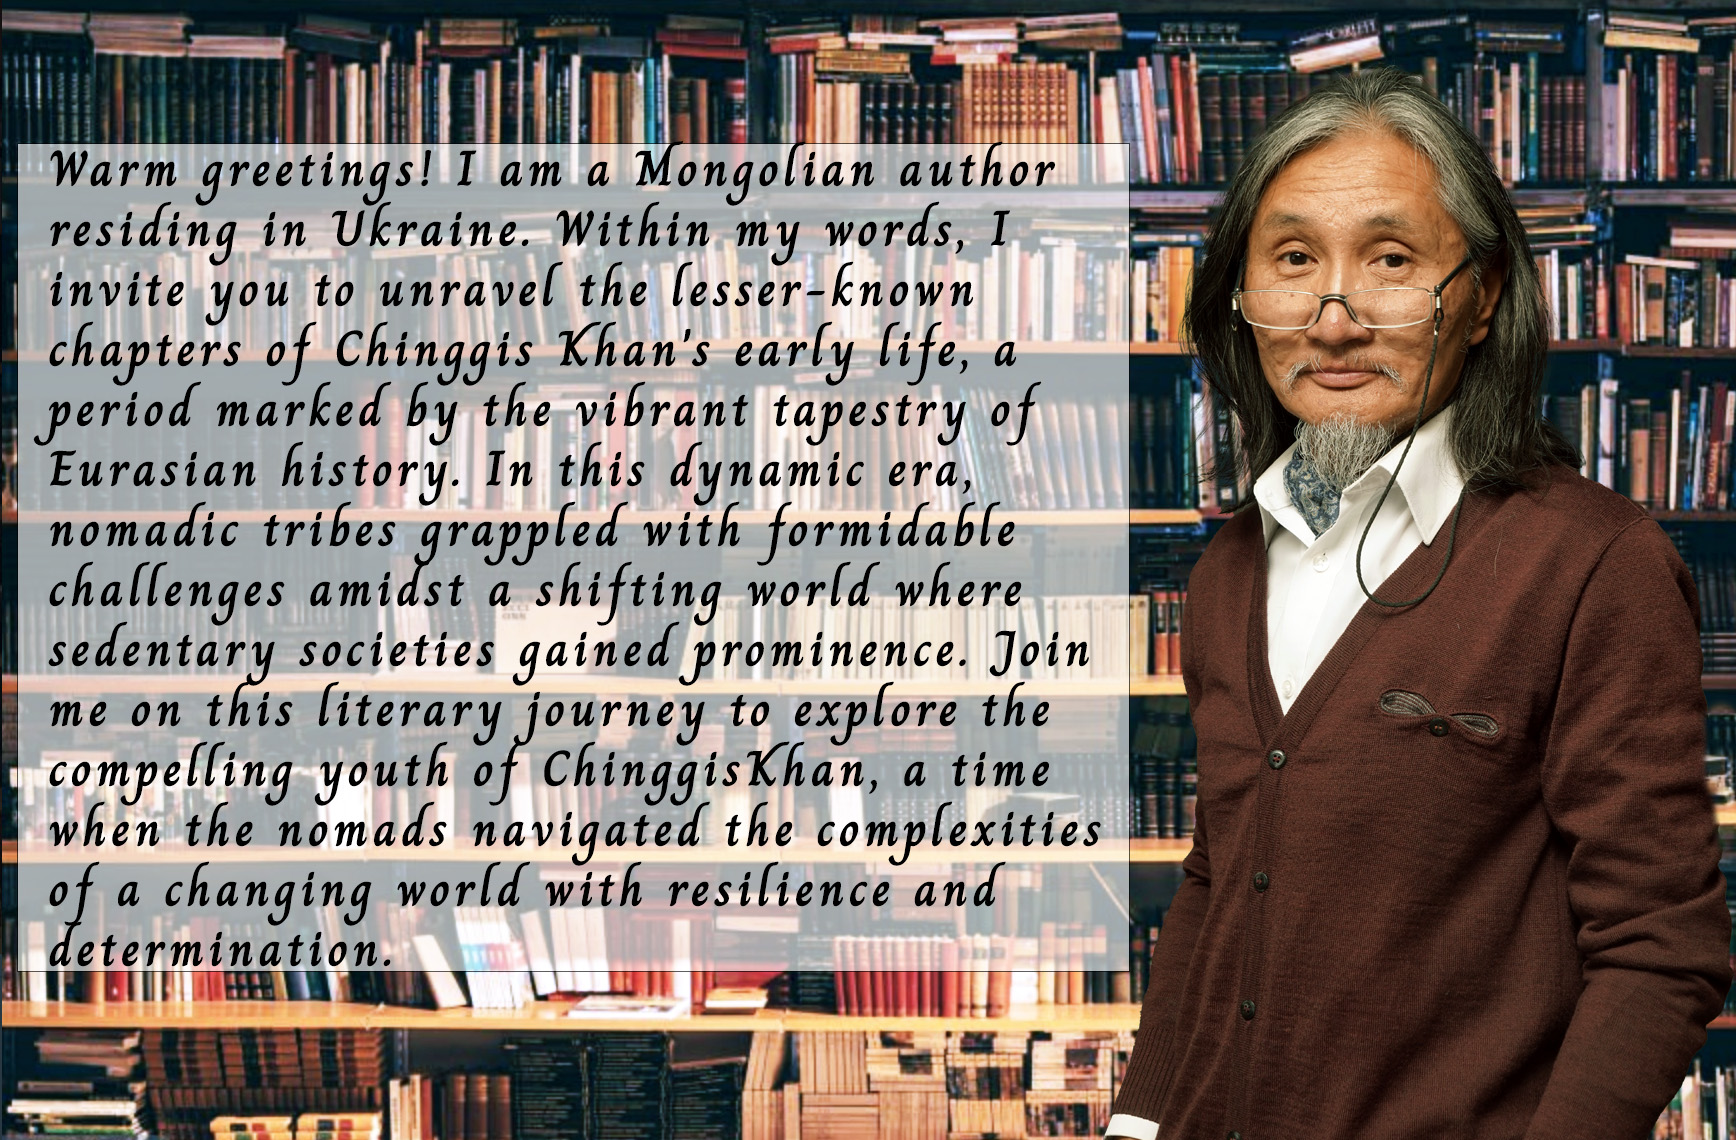 Warm greetings! I am a Mongolian author
residing in Ukraine. Within my words, I
invite you to unravel the lesser-known
chapters of Chinggis Khan's early life, a
period marked by the vibrant tapestry of
Eurasian history. In this dynamic era,
nomadic tribes grappled with formidable
challenges amidst a shifting world where
sedentary societies gained prominence. Join
me on this literary journey to explore the
compelling youth of ChinggisKhan, a time
when the nomads navigated the complexities
of a changing world with resilience and
determination.
SCARLETT